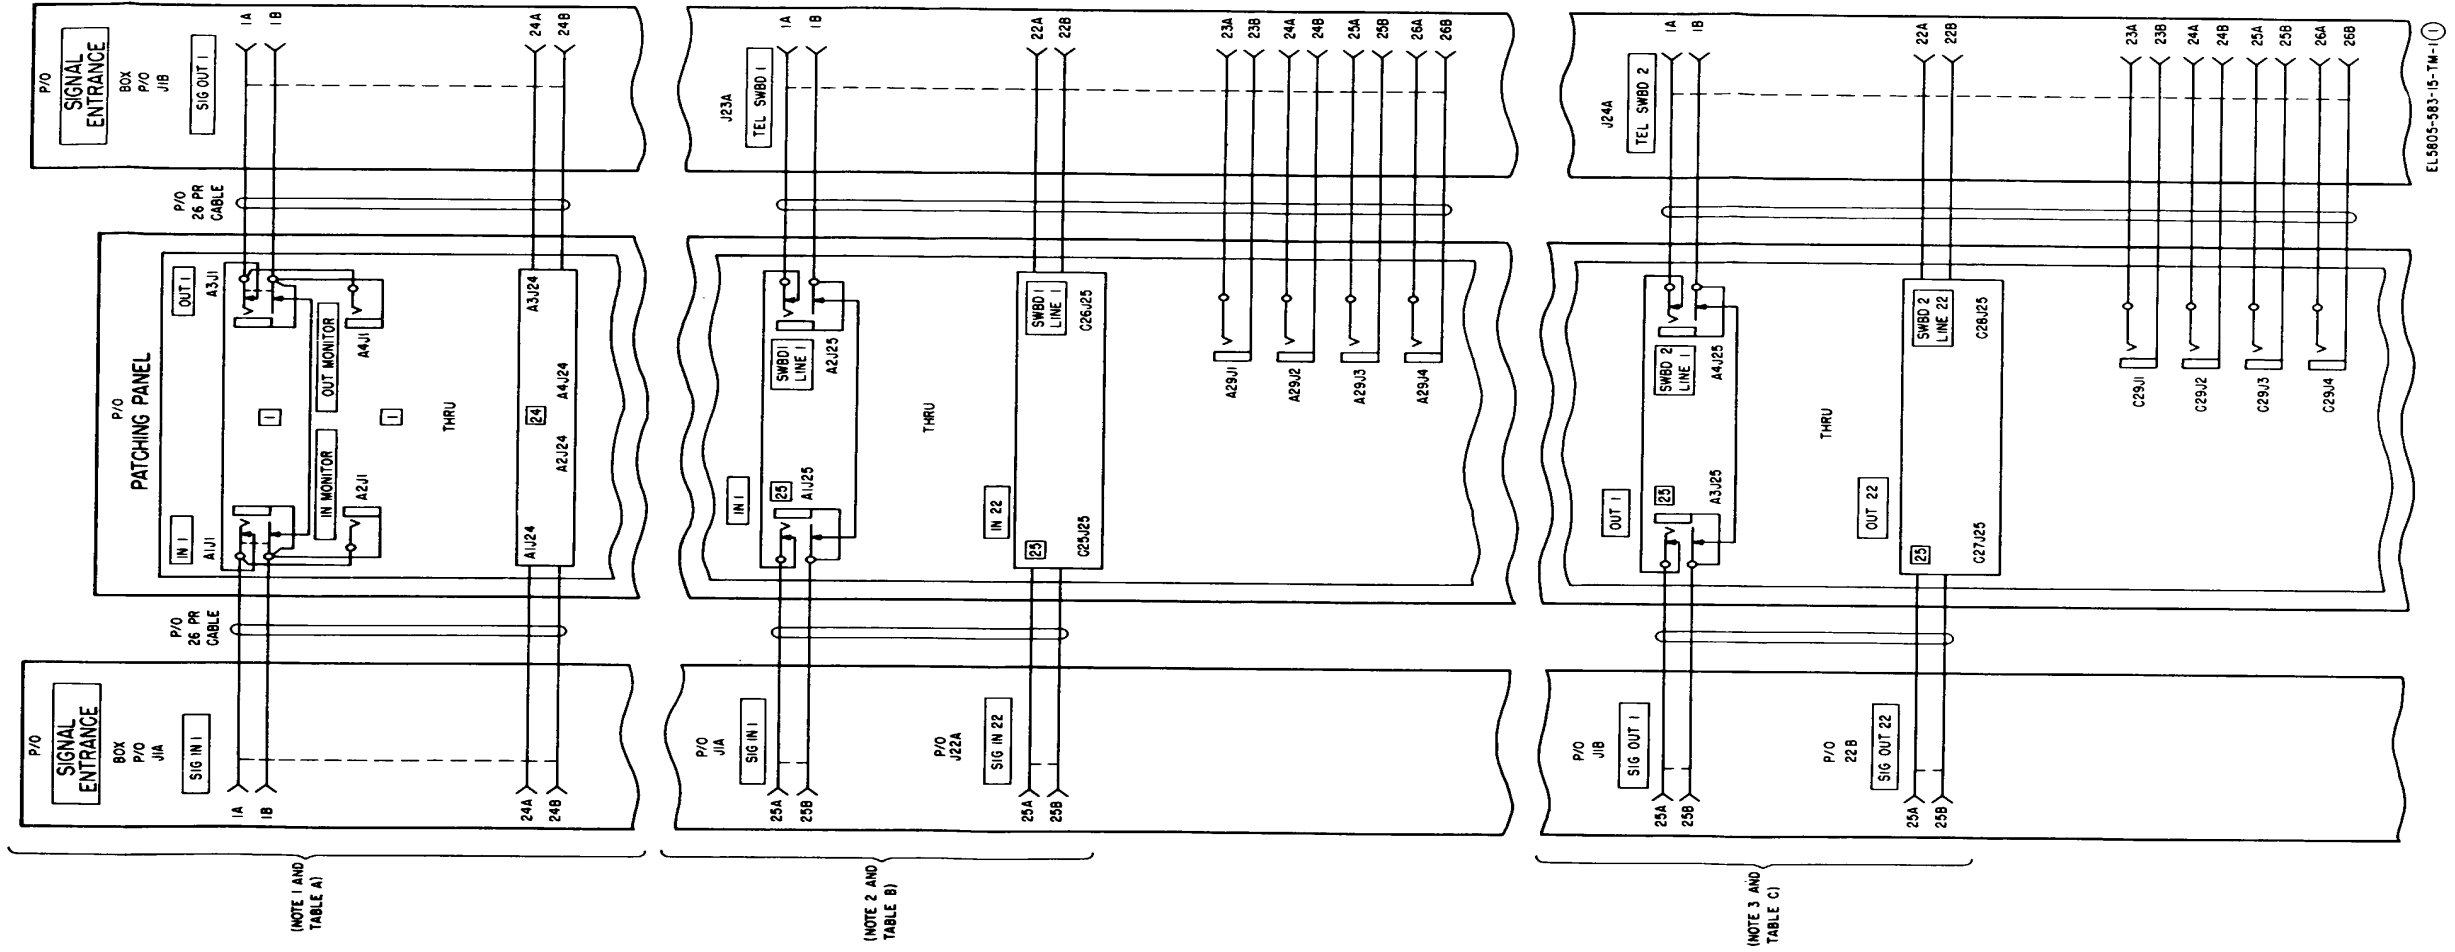 P/O
SIGNAL
ENTRANCE
BOX
P/O
J1A
SIG IN 1
1A
1B
24A
24B
(NOTE 1 AND
TABLE A)
P/O
26 PR
CABLE
P/O
PATCHING PANEL
IN 1
A1J1
IN MONITOR
A2J1
1
1
OUT 1
A3J1
OUT MONITOR
A4J1
THRU
A1J24
A2J24
24
A4J24
A3J24
P/O
26 PR
CABLE
P/O
SIGNAL
ENTRANCE
BOX
P/O
J1B
SIG OUT 1
1A
1B
24A
24B
P/O
J1A
SIG IN 1
25A
25B
P/O
J22A
SIG IN 22
25A
25B
(NOTE 2 AND
TABLE B)
IN 1
25
A1J25
SWBD 1
LINE 1
A2J25
THRU
IN 22
25
C25J25
SWBD 1
LINE 1
C26J25
A29J1
A29J2
A29J3
A29J4
J23A
TEL SWBD 1
1A
1B
22A
22B
23A
23B
24A
24B
25A
25B
26A
26B
P/O
J1B
SIG OUT 1
25A
25B
P/O
22B
SIG OUT 22
25A
25B
(NOTE 3 AND
TABLE C)
OUT 1
25
A3J25
SWBD 2
LINE 1
A4J25
THRU
OUT 22
25
C27J25
SWBD 2
LINE 22
C28J25
C29J1
C29J2
C29J3
C29J4
J24A
TEL SWBD 2
1A
1B
22A
22B
23A
23B
24A
24B
25A
25B
26A
26B
EL5805-583-15-TM-1①